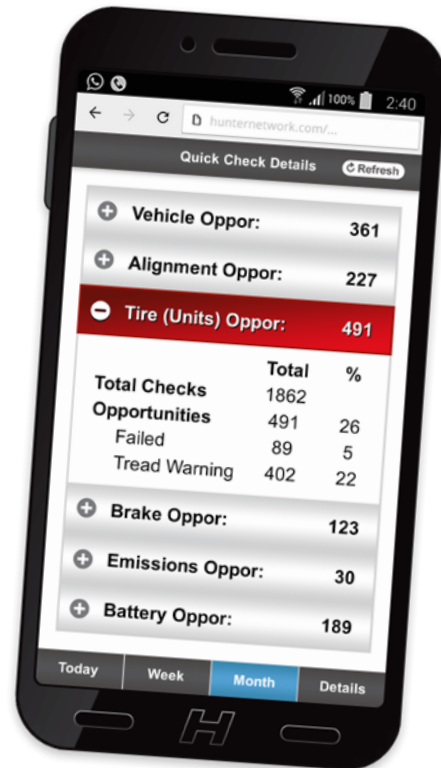 100% 2:40
hunternetwork.com/...
Quick Check Details Refresh
Vehicle Oppor: 361
Alignment Oppor: 227
Tire (Units) Oppor: 491
Total %
Total Checks 1862
Opportunities 491 26
Failed 89 5
Tread Warning 402 22
Brake Oppor: 123
Emissions Oppor: 30
Battery Oppor: 189
Today Week Month Details
H